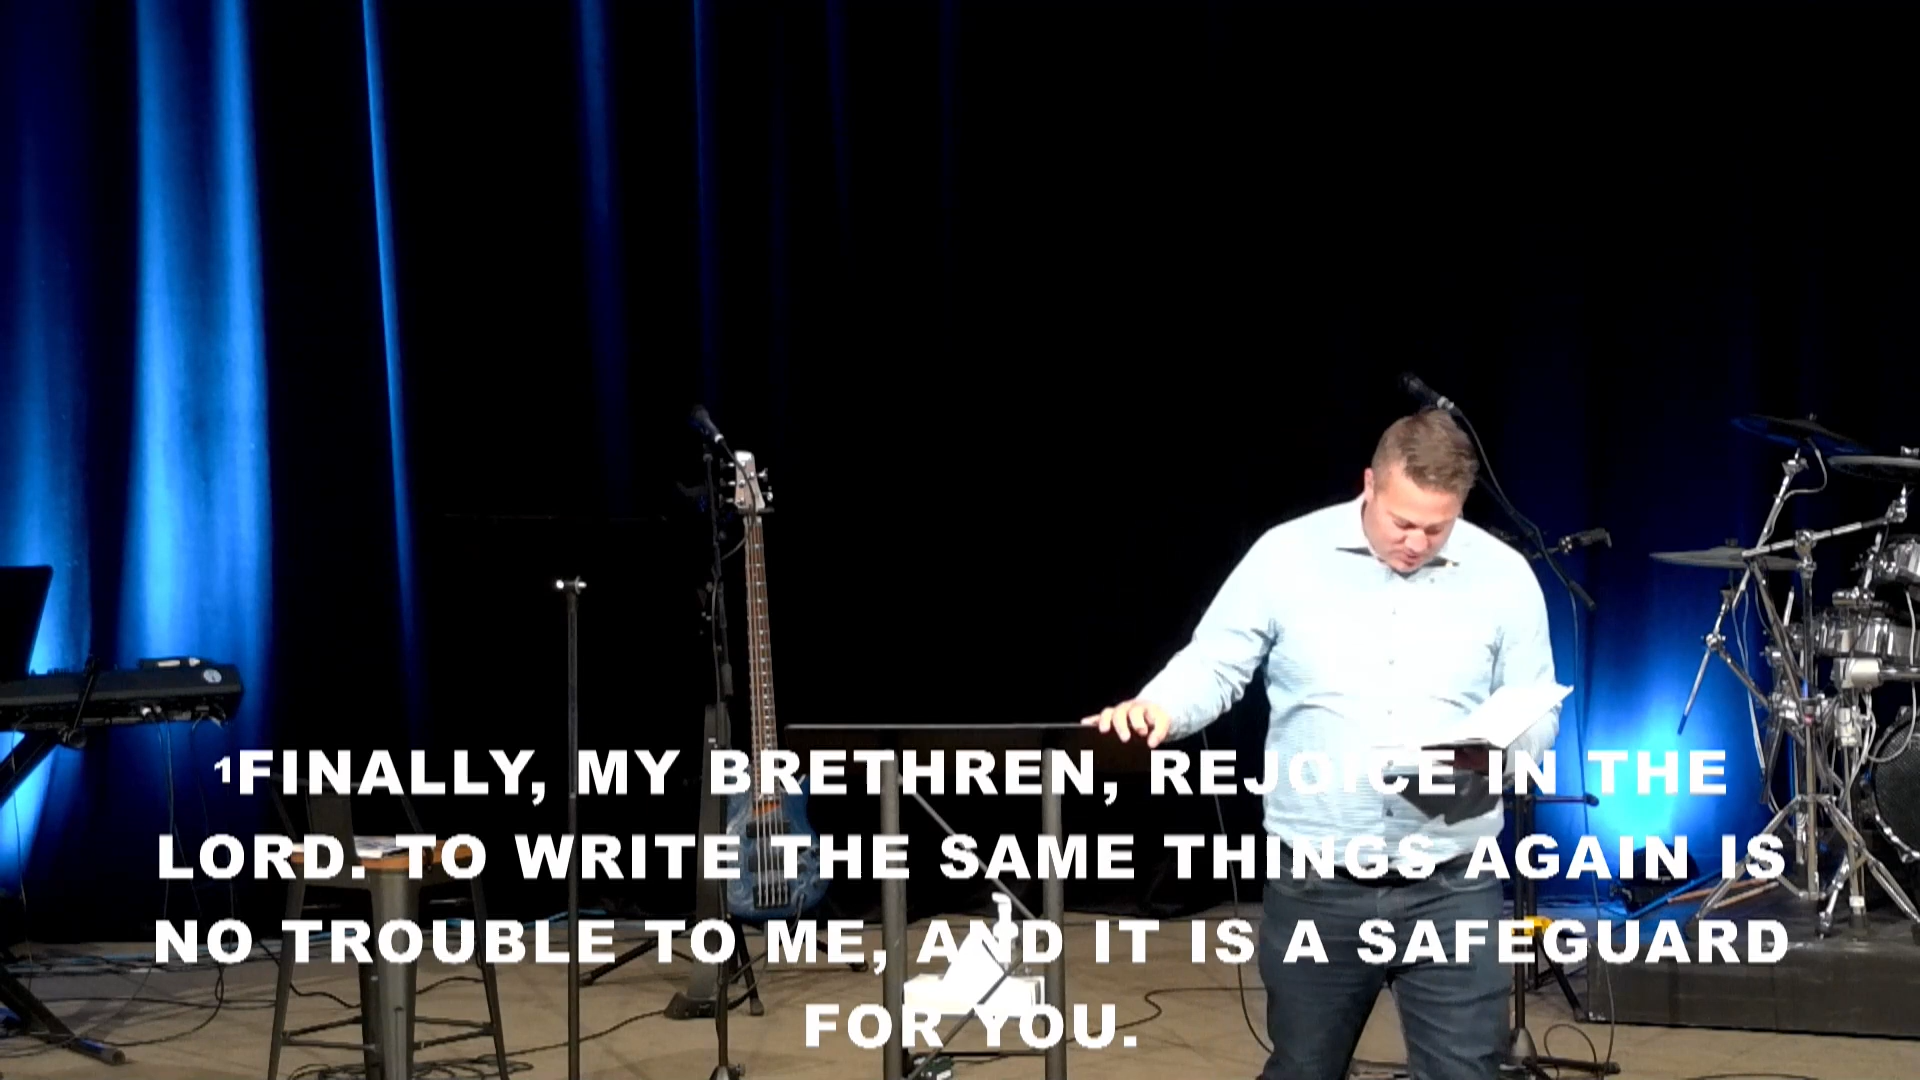 ¹FINALLY, MY BRETHREN, REJOICE IN THE
LORD. TO WRITE THE SAME THINGS AGAIN IS
NO TROUBLE TO ME, AND IT IS A SAFEGUARD
FOR YOU.